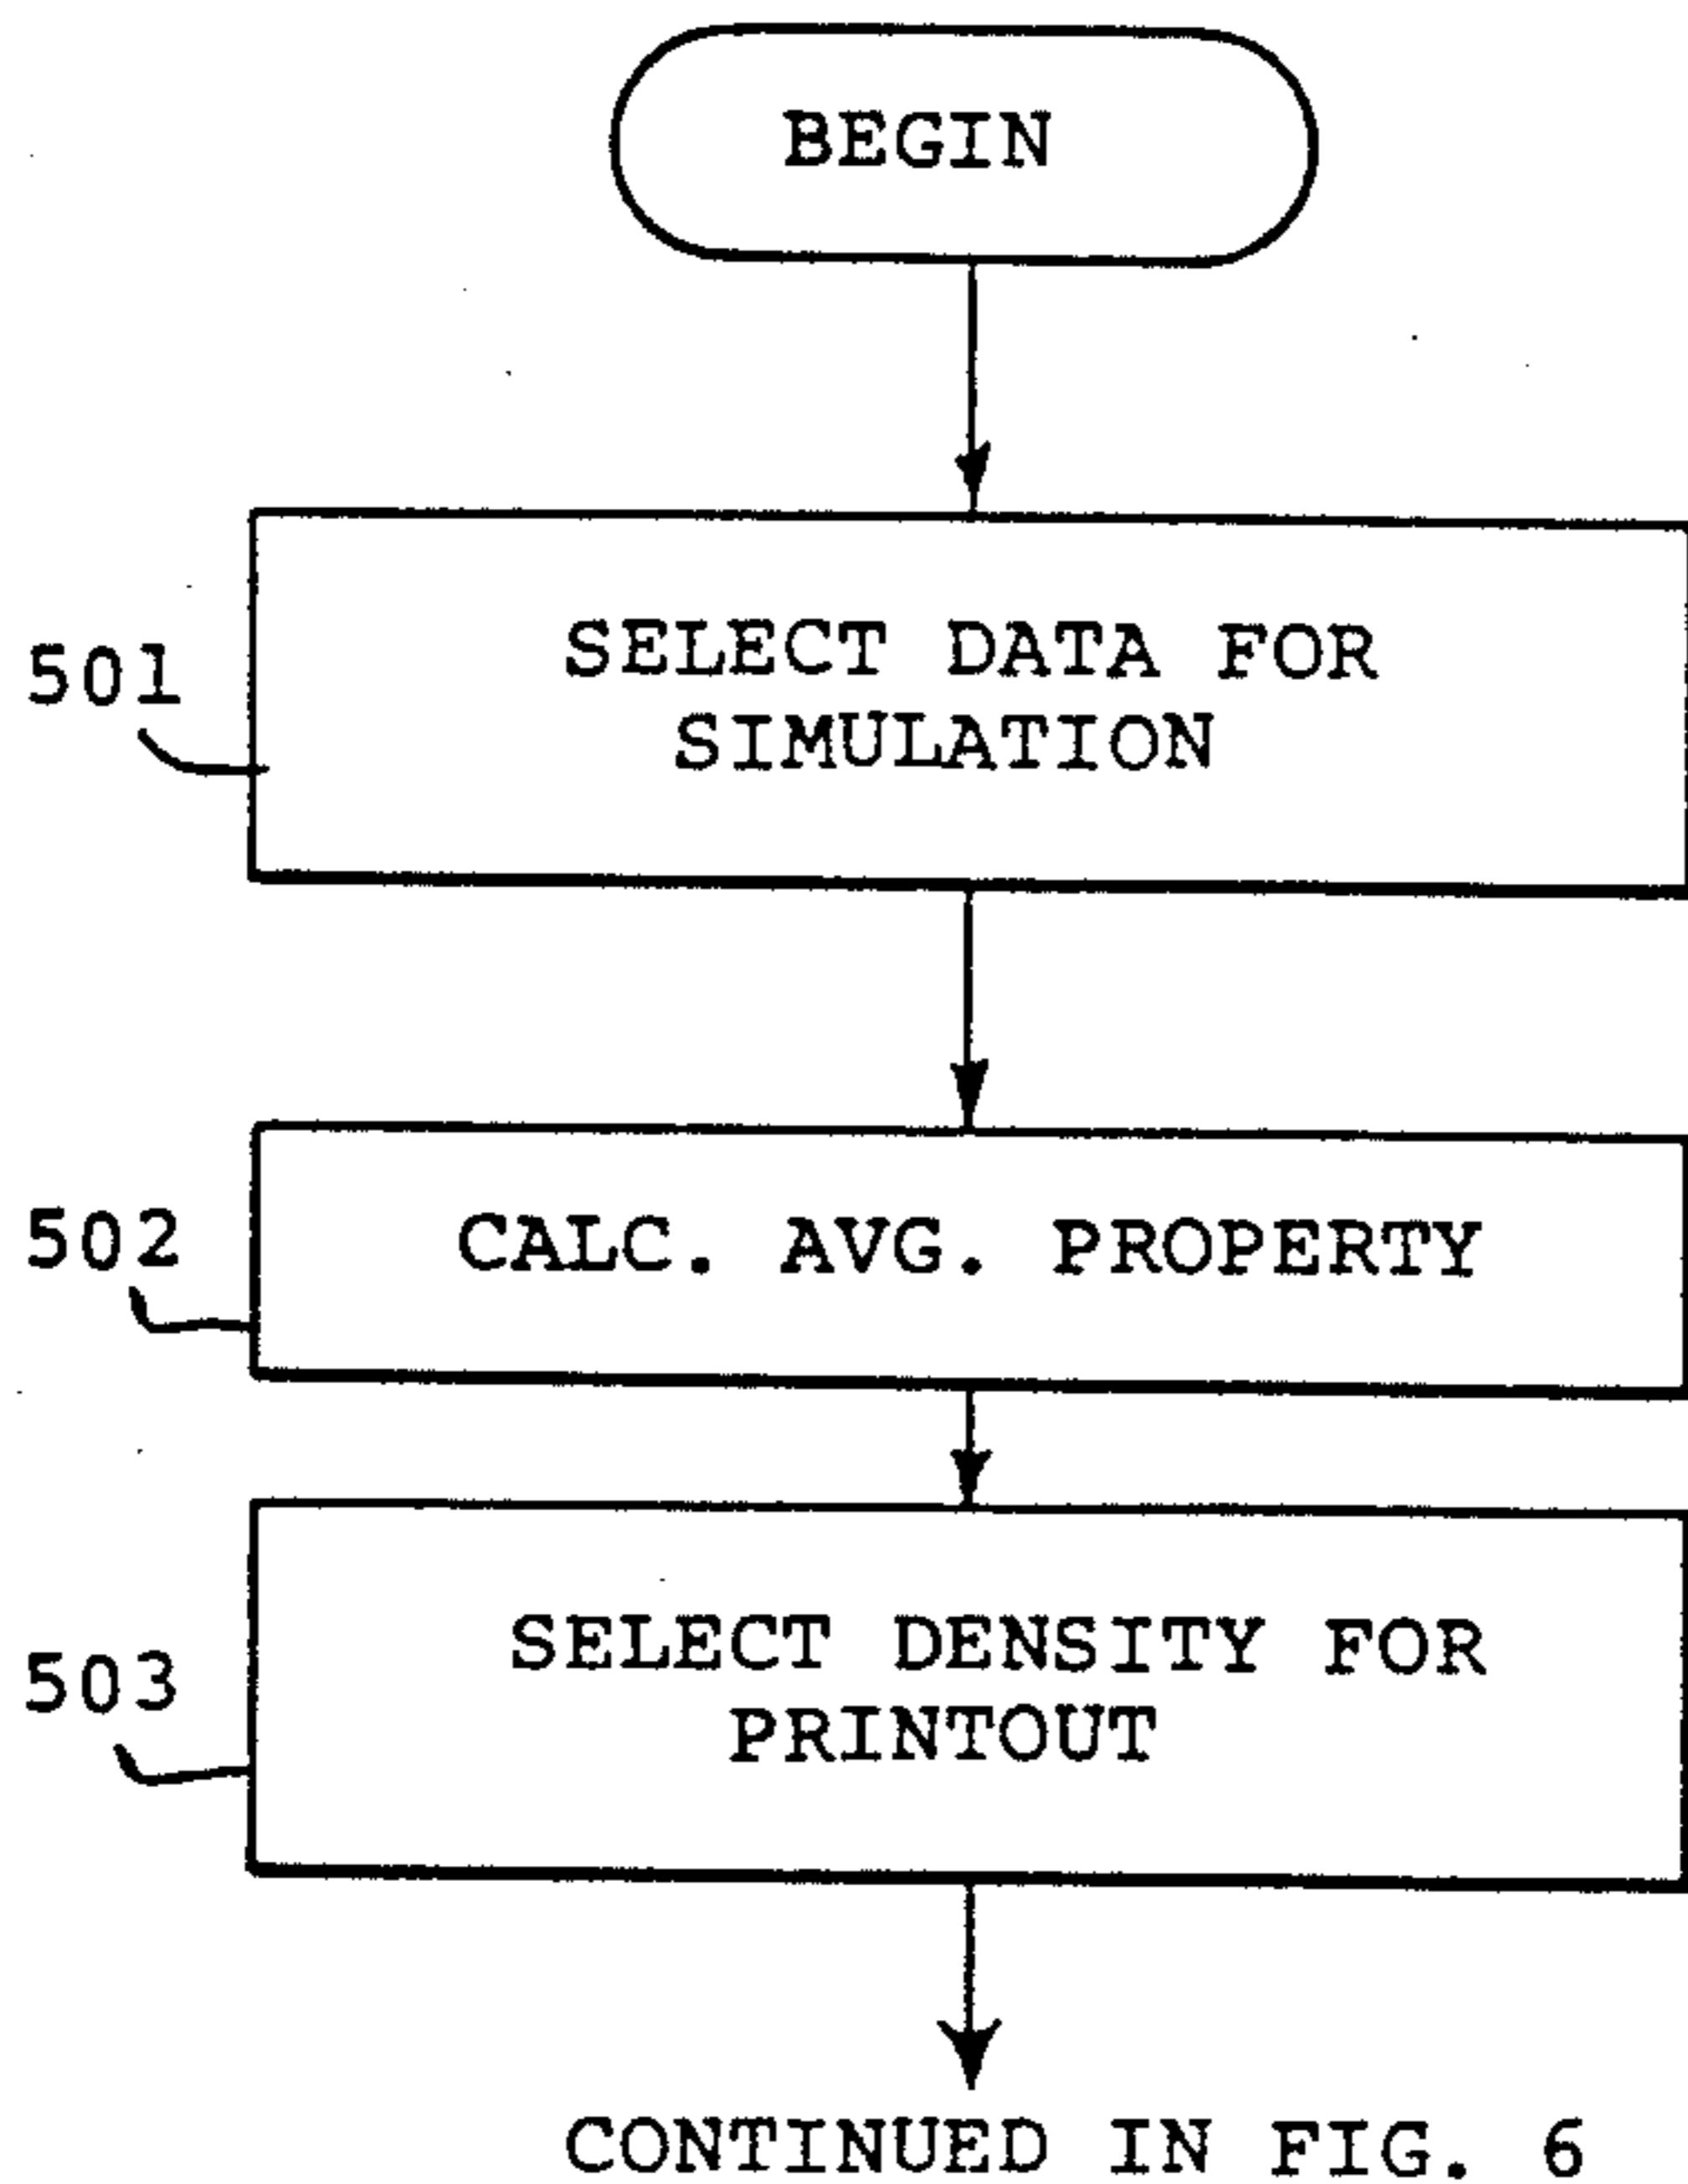 BEGIN
501
SELECT DATA FOR
SIMULATION
502
CALC. AVG. PROPERTY
503
SELECT DENSITY FOR
PRINTOUT
CONTINUED IN FIG. 6